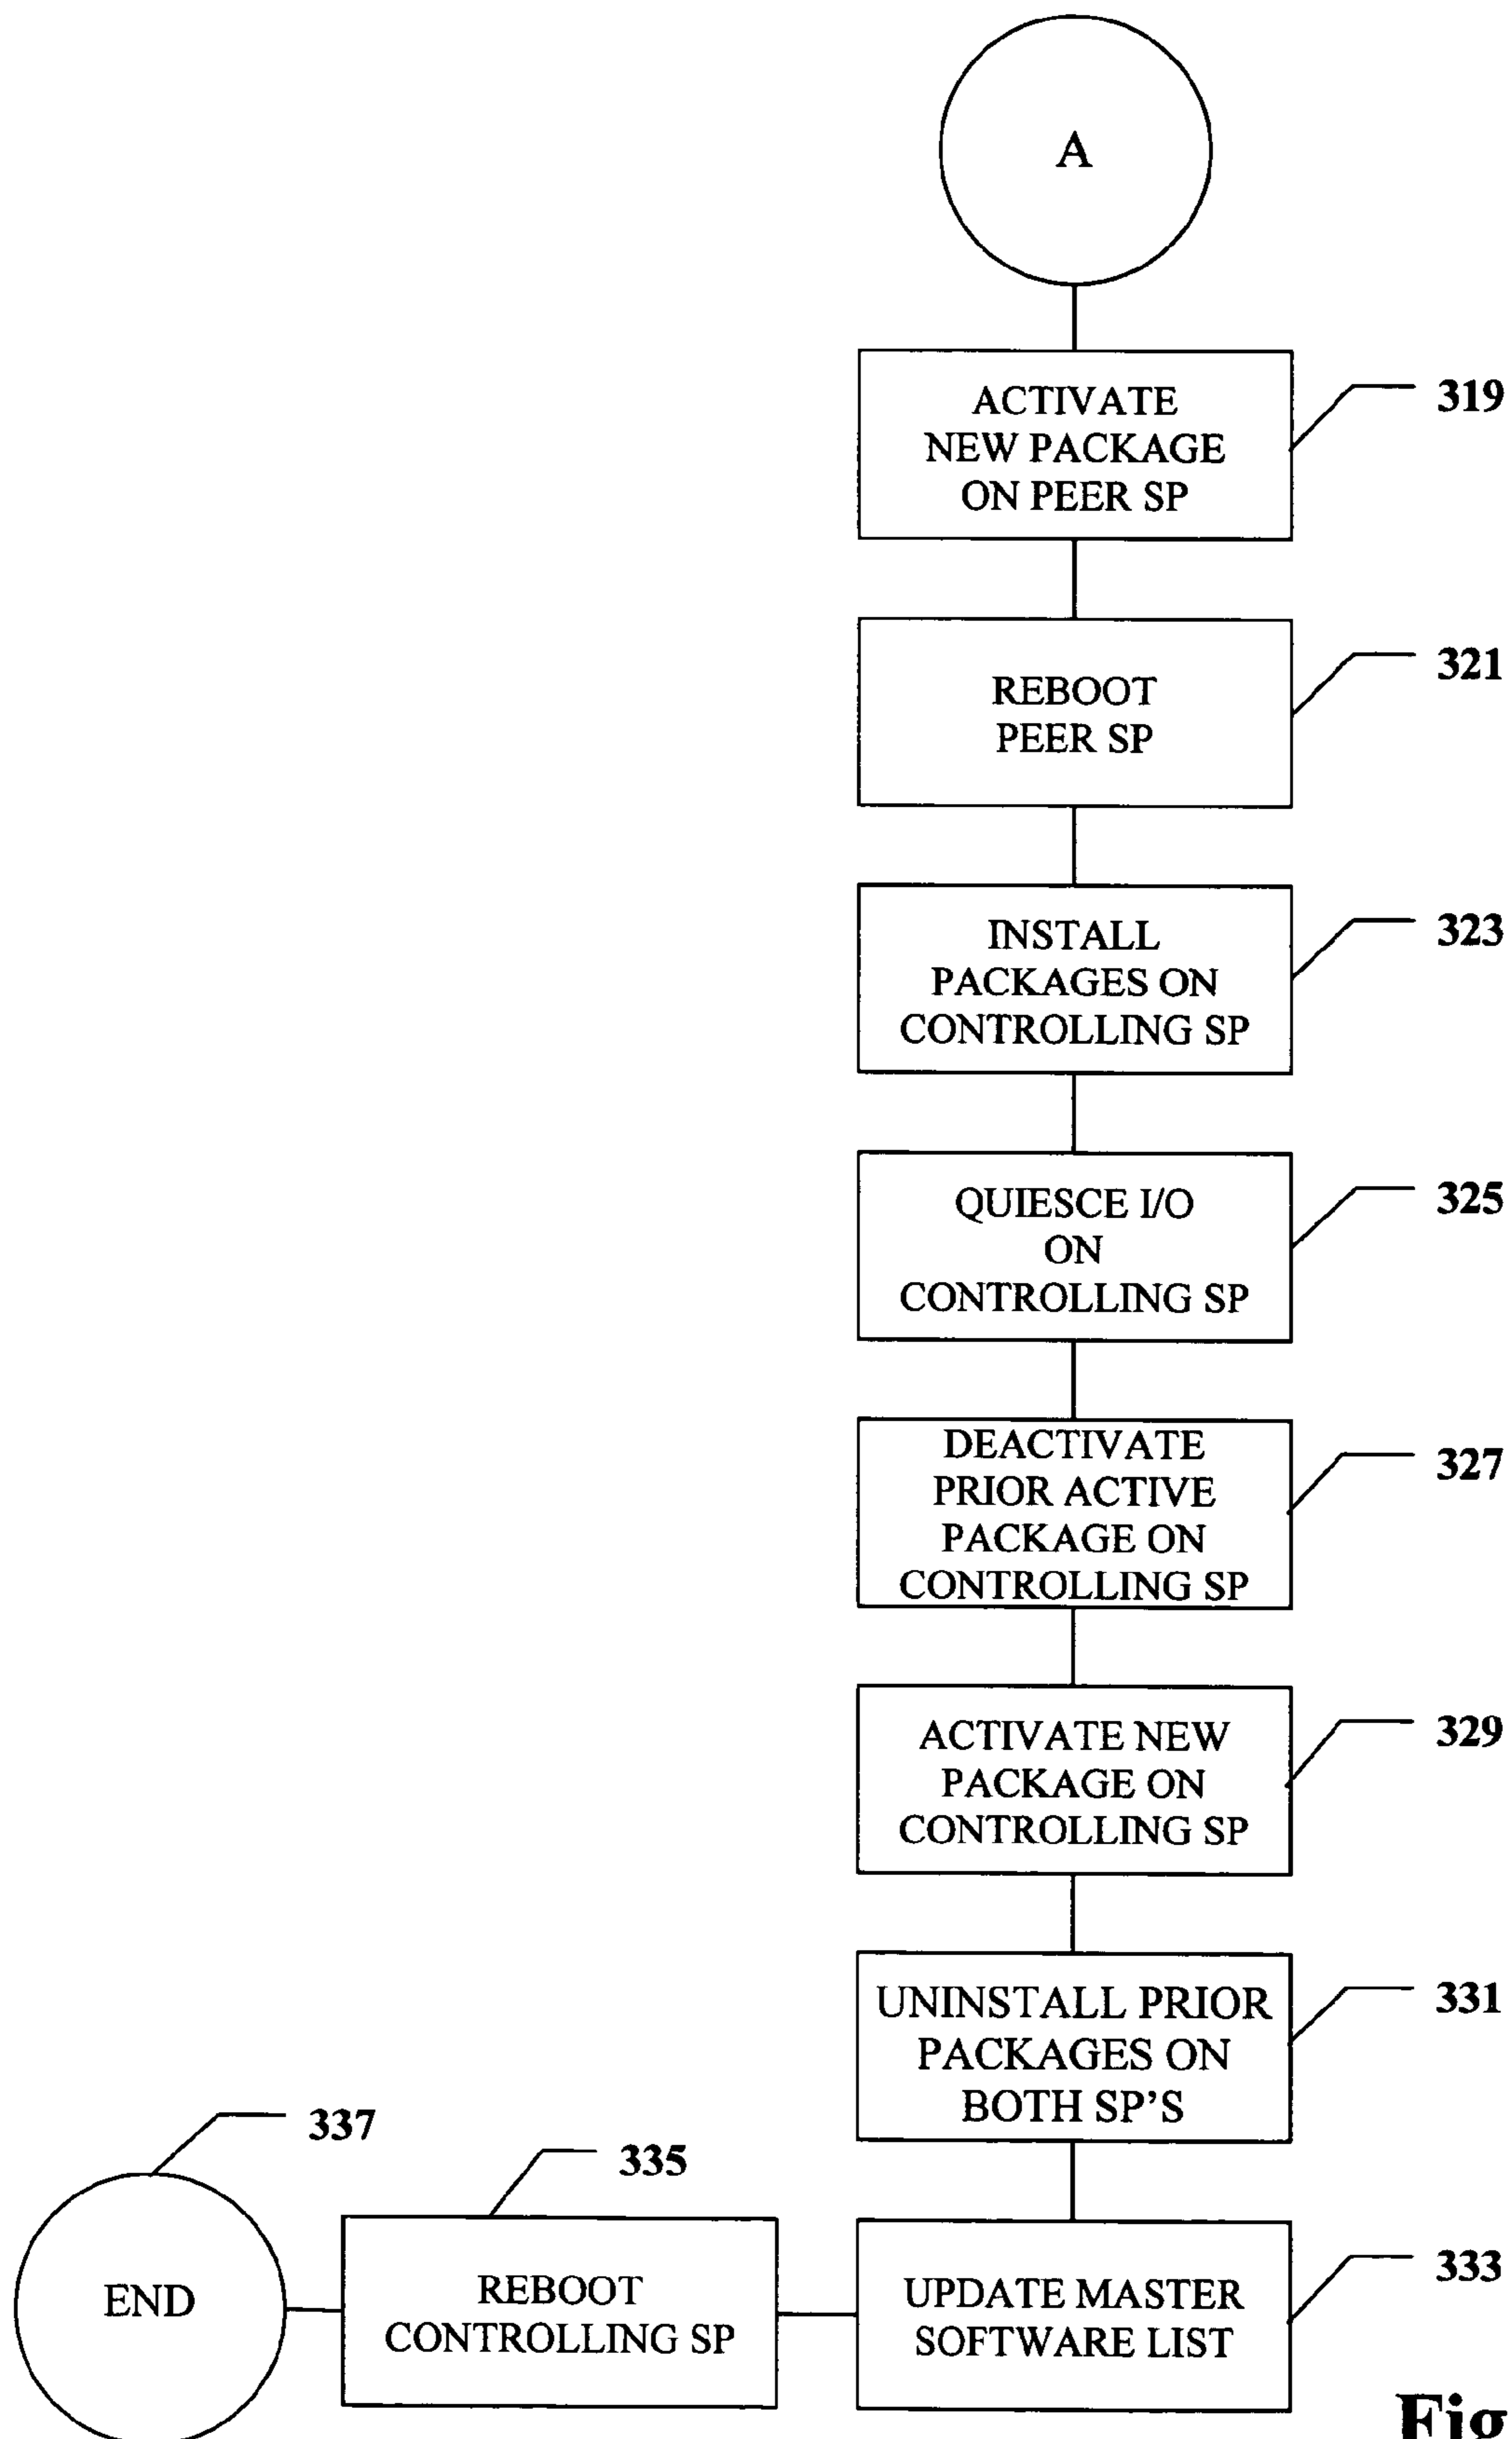 A
ACTIVATE
NEW PACKAGE
ON PEER SP
319
REBOOT
PEER SP
321
INSTALL
PACKAGES ON
CONTROLLING SP
323
QUIESCE I/O
ON
CONTROLLING SP
325
DEACTIVATE
PRIOR ACTIVE
PACKAGE ON
CONTROLLING SP
327
ACTIVATE NEW
PACKAGE ON
CONTROLLING SP
329
UNINSTALL PRIOR
PACKAGES ON
BOTH SP'S
331
UPDATE MASTER
SOFTWARE LIST
333
REBOOT
CONTROLLING SP
335
END
337
Fig